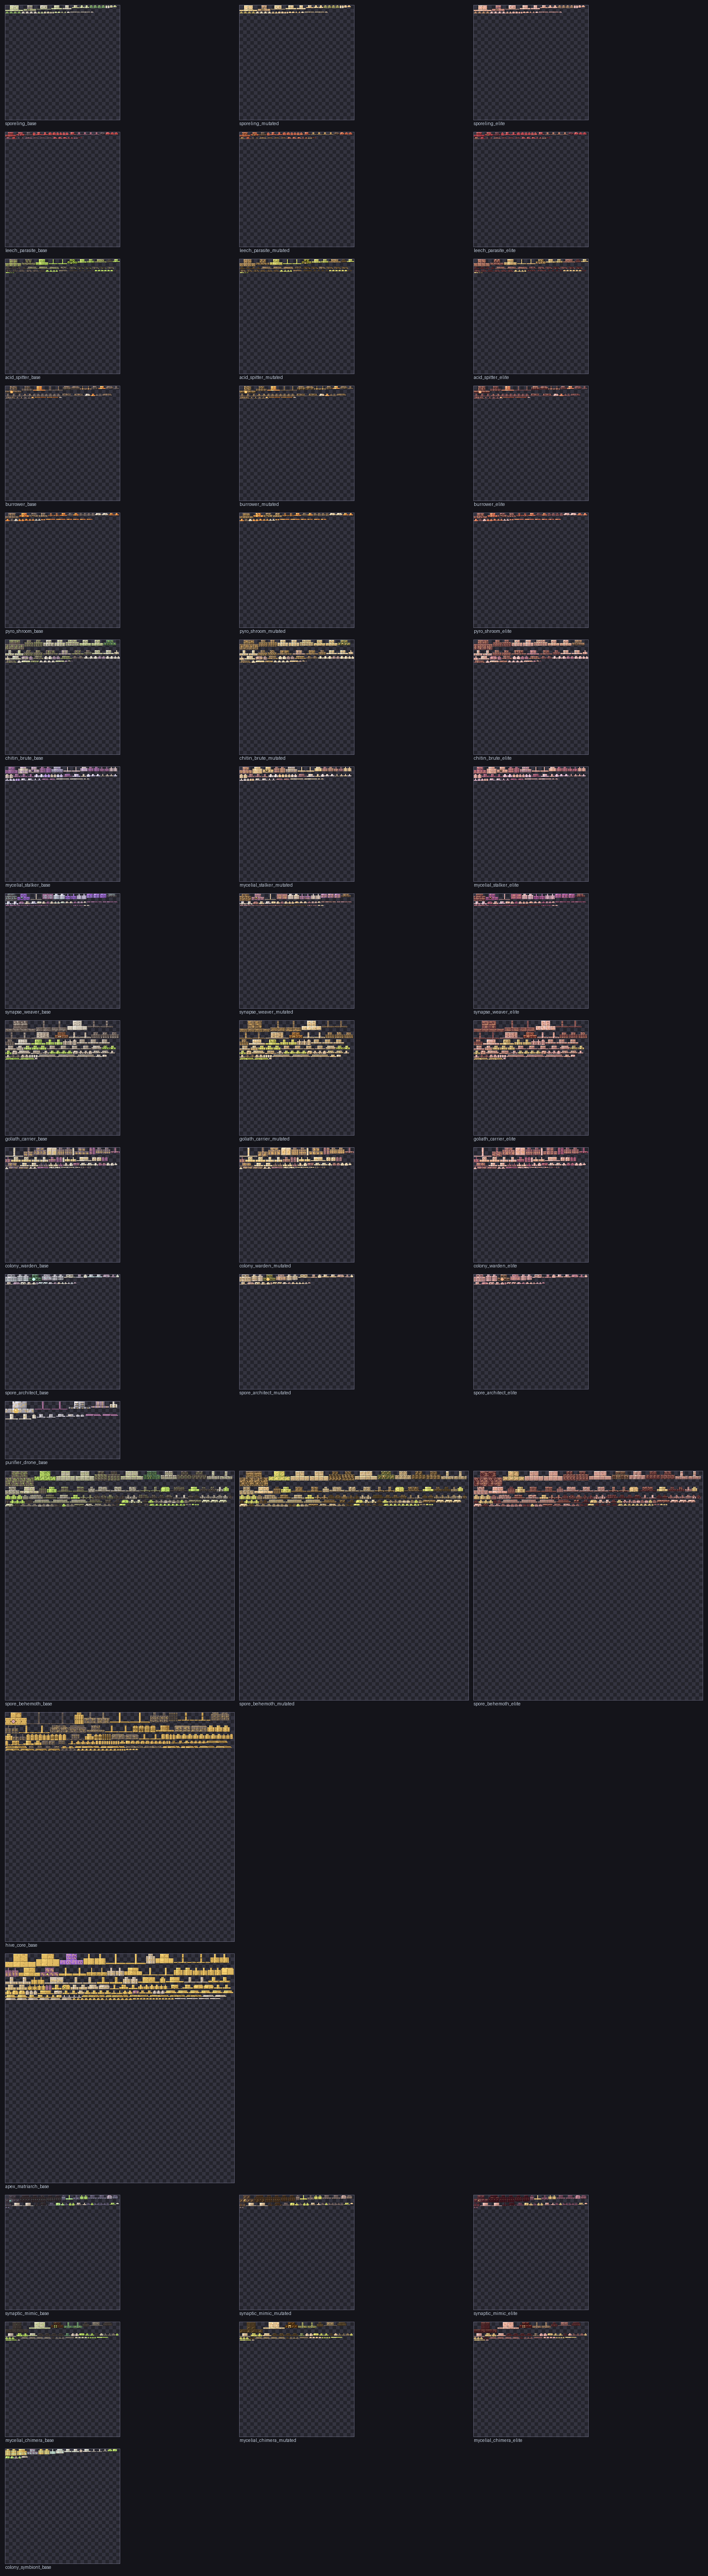 sporeling_base
sporeling_mutated
sporeling_elite
leech_parasite_base
leech_parasite_mutated
leech_parasite_elite
acid_spitter_base
acid_spitter_mutated
acid_spitter_elite
burrower_base
burrower_mutated
burrower_elite
pyro_shroom_base
pyro_shroom_mutated
pyro_shroom_elite
chitin_brute_base
chitin_brute_mutated
chitin_brute_elite
mycelial_stalker_base
mycelial_stalker_mutated
mycelial_stalker_elite
synapse_weaver_base
synapse_weaver_mutated
synapse_weaver_elite
goliath_carrier_base
goliath_carrier_mutated
goliath_carrier_elite
colony_warden_base
colony_warden_mutated
colony_warden_elite
spore_architect_base
spore_architect_mutated
spore_architect_elite
purifier_drone_base
spore_behemoth_base
spore_behemoth_mutated
spore_behemoth_elite
hive_core_base
apex_matriarch_base
synaptic_mimic_base
synaptic_mimic_mutated
synaptic_mimic_elite
mycelial_chimera_base
mycelial_chimera_mutated
mycelial_chimera_elite
colony_symbiont_base